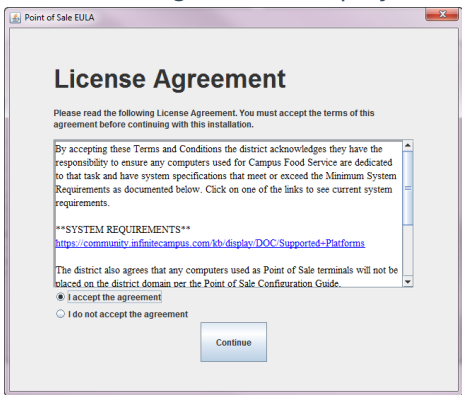 Point of Sale EULA
License Agreement
Please read the following License Agreement. You must accept the terms of this
agreement before continuing with this installation.
By accepting these Terms and Conditions the district acknowledges they have the
responsibility to ensure any computers used for Campus Food Service are dedicated
to that task and have system specifications that meet or exceed the Minimum System
Requirements as documented below. Click on one of the links to see current system
requirements.
**SYSTEM REQUIREMENTS**
https://community.infinitecampus.com/kb/display/DOC/Supported+Platforms
The district also agrees that any computers used as Point of Sale terminals will not be
placed on the district domain per the Point of Sale Configuration Guide.
I accept the agreement
I do not accept the agreement
Continue